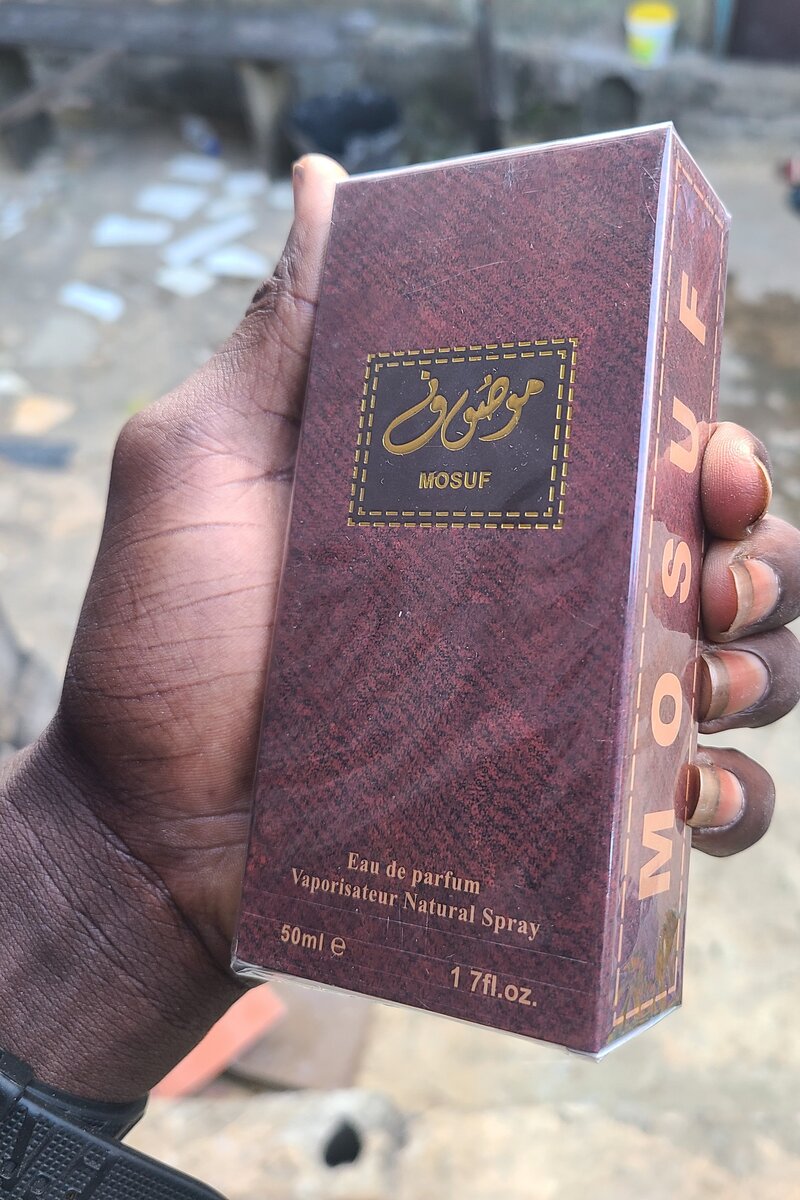 موصوف
MOSUF
Eau de parfum
Vaporisateur Natural Spray
50ml ℮
1 7fl.oz.
MOSUF